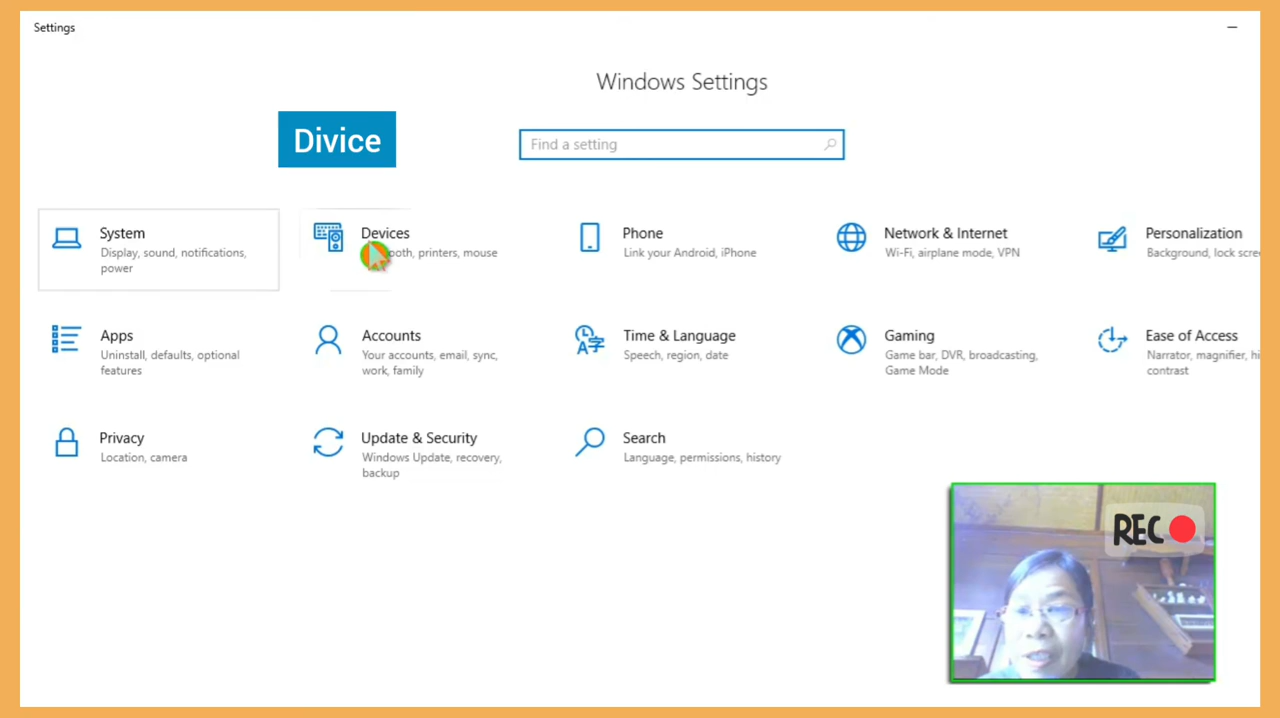 Settings
Windows Settings
Divice
Find a setting
System
Display, sound, notifications,
power
Devices
printers, mouse
Phone
Link your Android, iPhone
Network & Internet
Wi-Fi, airplane mode, VPN
Personalization
Background, lock
Apps
Uninstall, defaults, optional
features
Accounts
Your accounts, email, sync,
work, family
Time & Language
Speech, region, date
Gaming
Game bar, DVR, broadcasting,
Game Mode
Ease of Access
Narrator, magnifier,
contrast
Privacy
Location, camera
Update & Security
Windows Update, recovery,
backup
Search
Language, permissions, history
REC